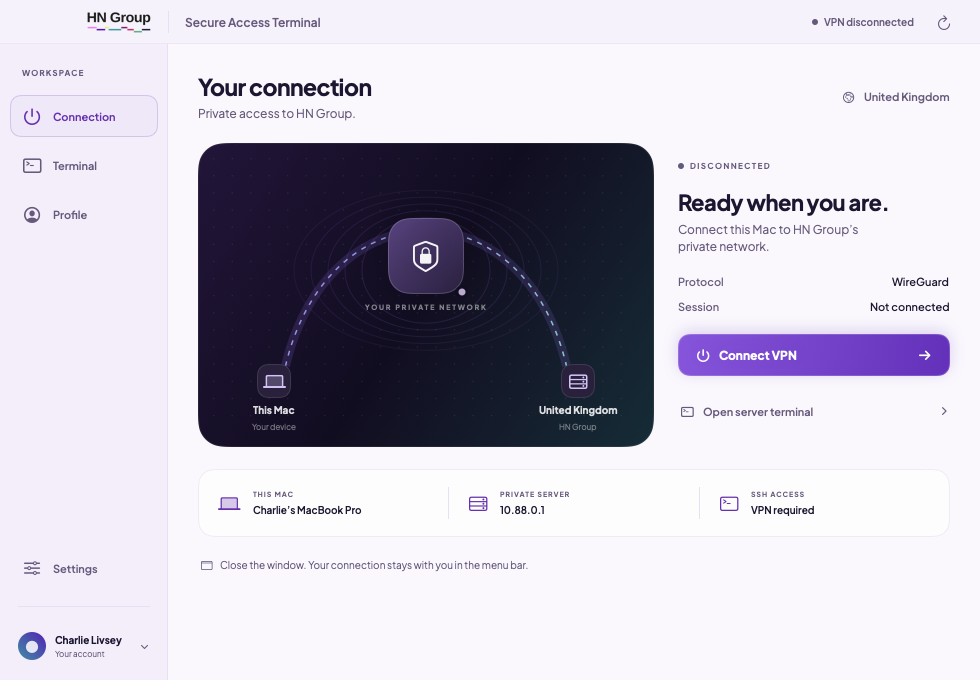 HN Group
Secure Access Terminal
VPN disconnected
WORKSPACE
Connection
Terminal
Profile
Settings
Charlie Livsey
Your account
Your connection
Private access to HN Group.
United Kingdom
YOUR PRIVATE NETWORK
This Mac
Your device
United Kingdom
HN Group
DISCONNECTED
Ready when you are.
Connect this Mac to HN Group's
private network.
Protocol WireGuard
Session Not connected
Connect VPN
Open server terminal
THIS MAC
Charlie's MacBook Pro
PRIVATE SERVER
10.88.0.1
SSH ACCESS
VPN required
Close the window. Your connection stays with you in the menu bar.